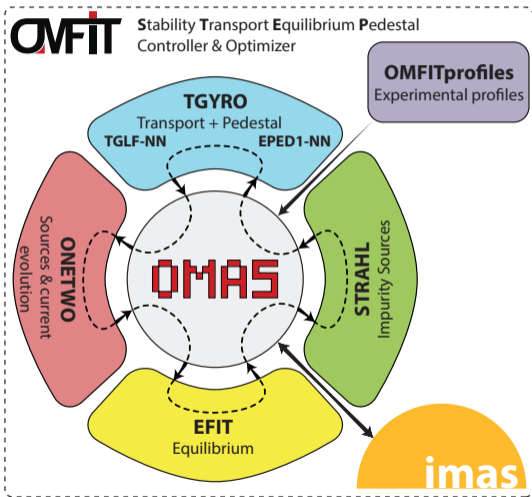 OMFIT
Stability Transport Equilibrium Pedestal
Controller & Optimizer
OMFITprofiles
Experimental profiles
TGYRO
Transport + Pedestal
TGLF-NN EPED1-NN
ONETWO
Sources & current
evolution
OMAS
STRAHL
Impurity Sources
EFIT
Equilibrium
imas